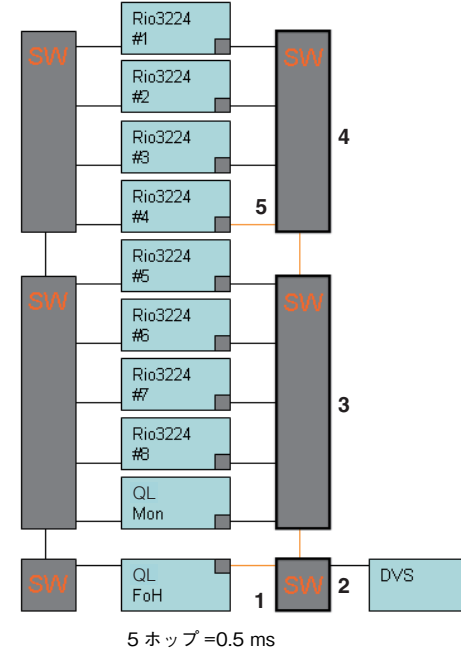 Rio3224
#1
SW
SW
Rio3224
#2
Rio3224
#3
4
Rio3224
#4
5
Rio3224
#5
SW
SW
Rio3224
#6
Rio3224
#7
3
Rio3224
#8
QL
Mon
QL
FoH
SW
1
SW
2
DVS
5 ホップ =0.5 ms